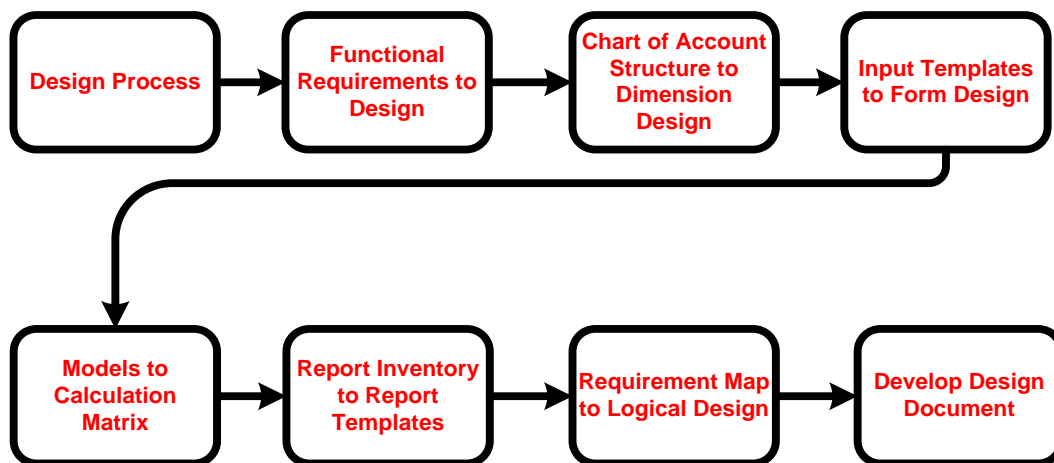 Design Process
Functional
Requirements to
Design
Chart of Account
Structure to
Dimension
Design
Input Templates
to Form Design
Models to
Calculation
Matrix
Report Inventory
to Report
Templates
Requirement Map
to Logical Design
Develop Design
Document